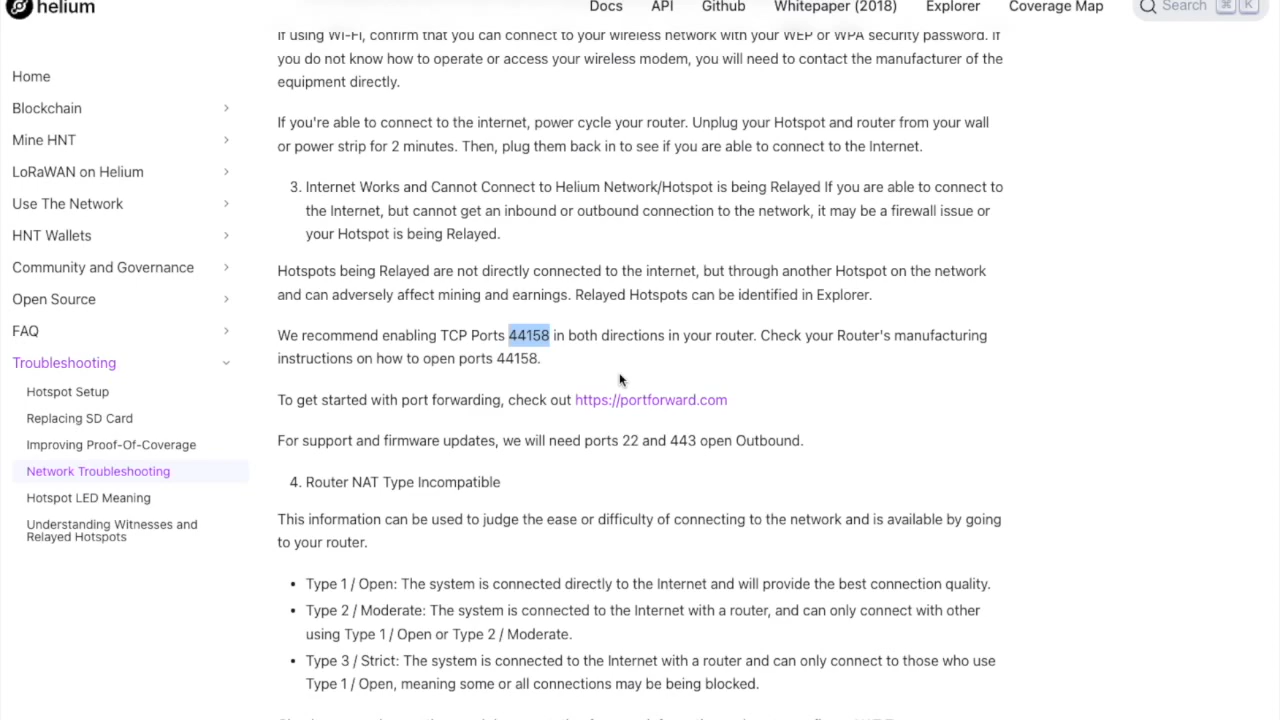 helium
Docs API Github Whitepaper (2018) Explorer Coverage Map Search ⌘ K
Home
Blockchain
Mine HNT
LoRaWAN on Helium
Use The Network
HNT Wallets
Community and Governance
Open Source
FAQ
Troubleshooting
Hotspot Setup
Replacing SD Card
Improving Proof-Of-Coverage
Network Troubleshooting
Hotspot LED Meaning
Understanding Witnesses and
Relayed Hotspots
If using Wi-Fi, confirm that you can connect to your wireless network with your WEP or WPA security password. If
you do not know how to operate or access your wireless modem, you will need to contact the manufacturer of the
equipment directly.
If you're able to connect to the internet, power cycle your router. Unplug your Hotspot and router from your wall
or power strip for 2 minutes. Then, plug them back in to see if you are able to connect to the Internet.
3. Internet Works and Cannot Connect to Helium Network/Hotspot is being Relayed If you are able to connect to
the Internet, but cannot get an inbound or outbound connection to the network, it may be a firewall issue or
your Hotspot is being Relayed.
Hotspots being Relayed are not directly connected to the internet, but through another Hotspot on the network
and can adversely affect mining and earnings. Relayed Hotspots can be identified in Explorer.
We recommend enabling TCP Ports 44158 in both directions in your router. Check your Router's manufacturing
instructions on how to open ports 44158.
To get started with port forwarding, check out https://portforward.com
For support and firmware updates, we will need ports 22 and 443 open Outbound.
4. Router NAT Type Incompatible
This information can be used to judge the ease or difficulty of connecting to the network and is available by going
to your router.
• Type 1 / Open: The system is connected directly to the Internet and will provide the best connection quality.
• Type 2 / Moderate: The system is connected to the Internet with a router, and can only connect with other
using Type 1 / Open or Type 2 / Moderate.
• Type 3 / Strict: The system is connected to the Internet with a router and can only connect to those who use
Type 1 / Open, meaning some or all connections may be being blocked.